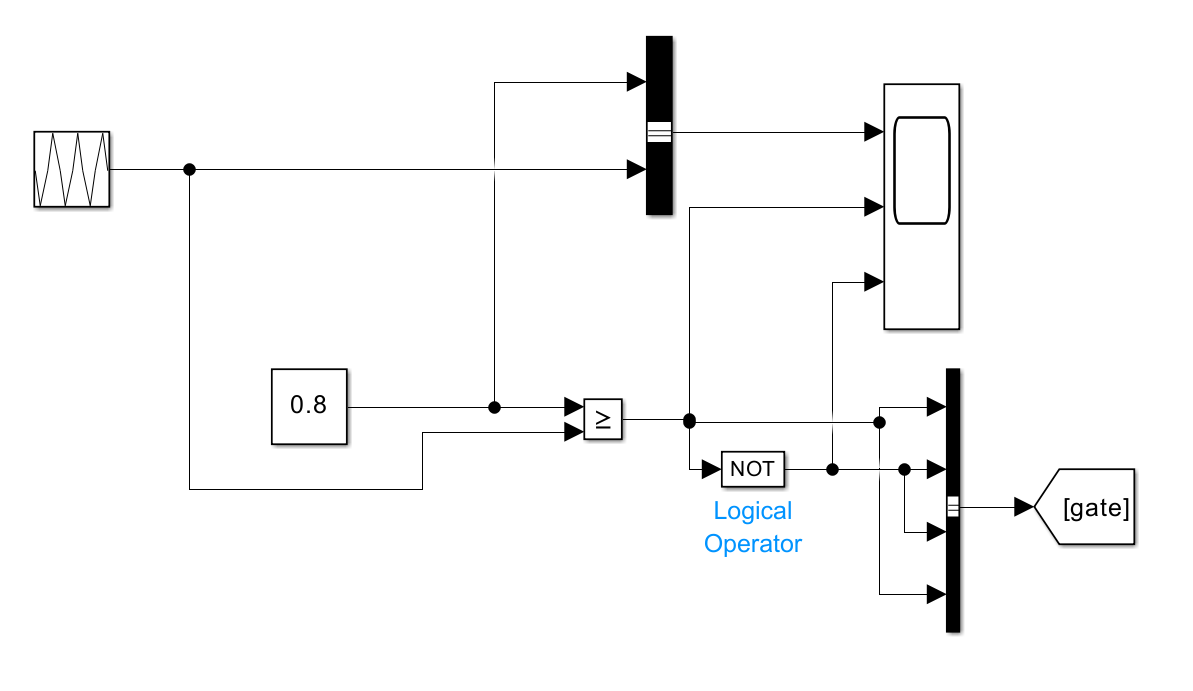 0.8
≥
NOT
Logical
Operator
[gate]